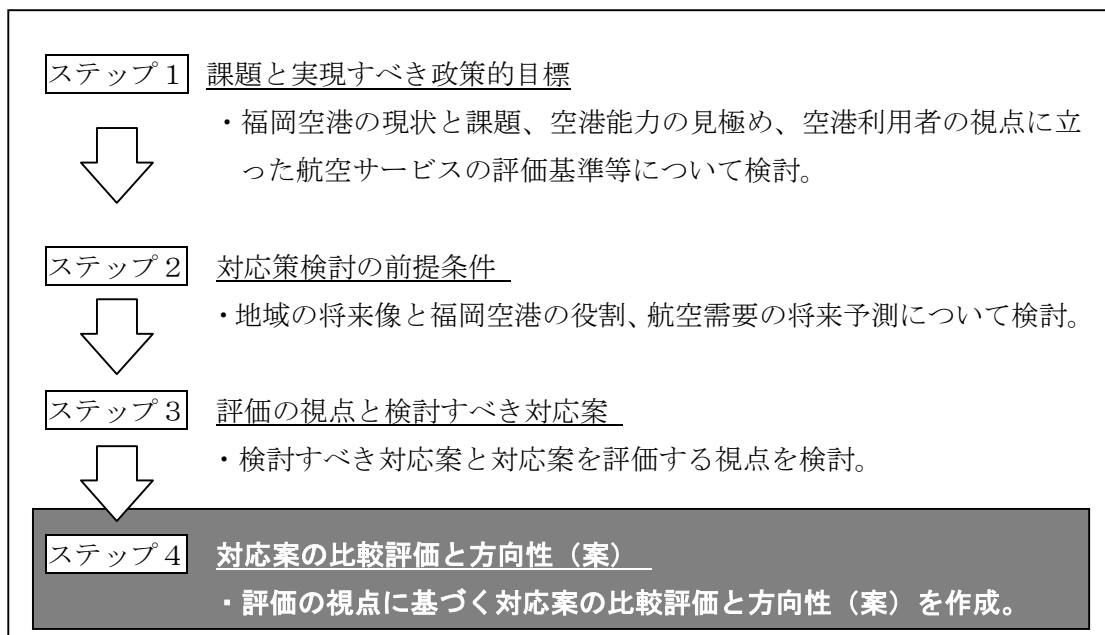 ステップ1 課題と実現すべき政策的目標
・福岡空港の現状と課題、空港能力の見極め、空港利用者の視点に立
った航空サービスの評価基準等について検討。
ステップ2 対応策検討の前提条件
・地域の将来像と福岡空港の役割、航空需要の将来予測について検討。
ステップ3 評価の視点と検討すべき対応案
・検討すべき対応案と対応案を評価する視点を検討。
ステップ4 対応案の比較評価と方向性（案）
・評価の視点に基づく対応案の比較評価と方向性（案）を作成。